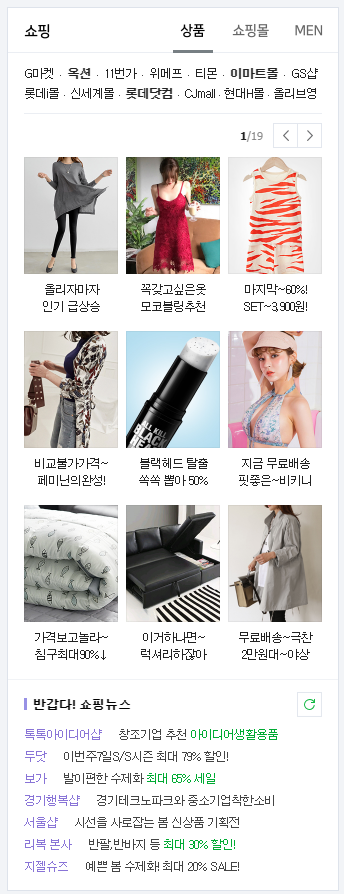 쇼핑
상품 쇼핑몰 MEN
G마켓 · 옥션 · 11번가 · 위메프 · 티몬 · 이마트몰 · GS샵
롯데i몰 · 신세계몰 · 롯데닷컴 · CJmall · 현대H몰 · 올리브영
1/19
올리자마자
인기 급상승
꼭갖고싶은옷
모코블링추천
마지막~60%!
SET~3,900원!
비교불가가격~
페미닌의완성!
블랙헤드 탈출
쏙쏙 뽑아 50%
지금 무료배송
핏좋은~비키니
가격보고놀라~
침구최대90%↓
이거하나면~
럭셔리하잖아
무료배송~극찬
2만원대~야상
반갑다! 쇼핑뉴스
톡톡아이디어샵 창조기업 추천 아이디어생활용품
두닷 이번주7일S/S시즌 최대 79% 할인!
보가 발이편한 수제화 최대 65% 세일
경기행복샵 경기테크노파크와 중소기업착한소비
서울샵 시선을 사로잡는 봄 신상품 기획전
리복 본사 반팔,반바지 등 최대 30% 할인!
지젤슈즈 예쁜 봄 수제화! 최대 20% SALE!